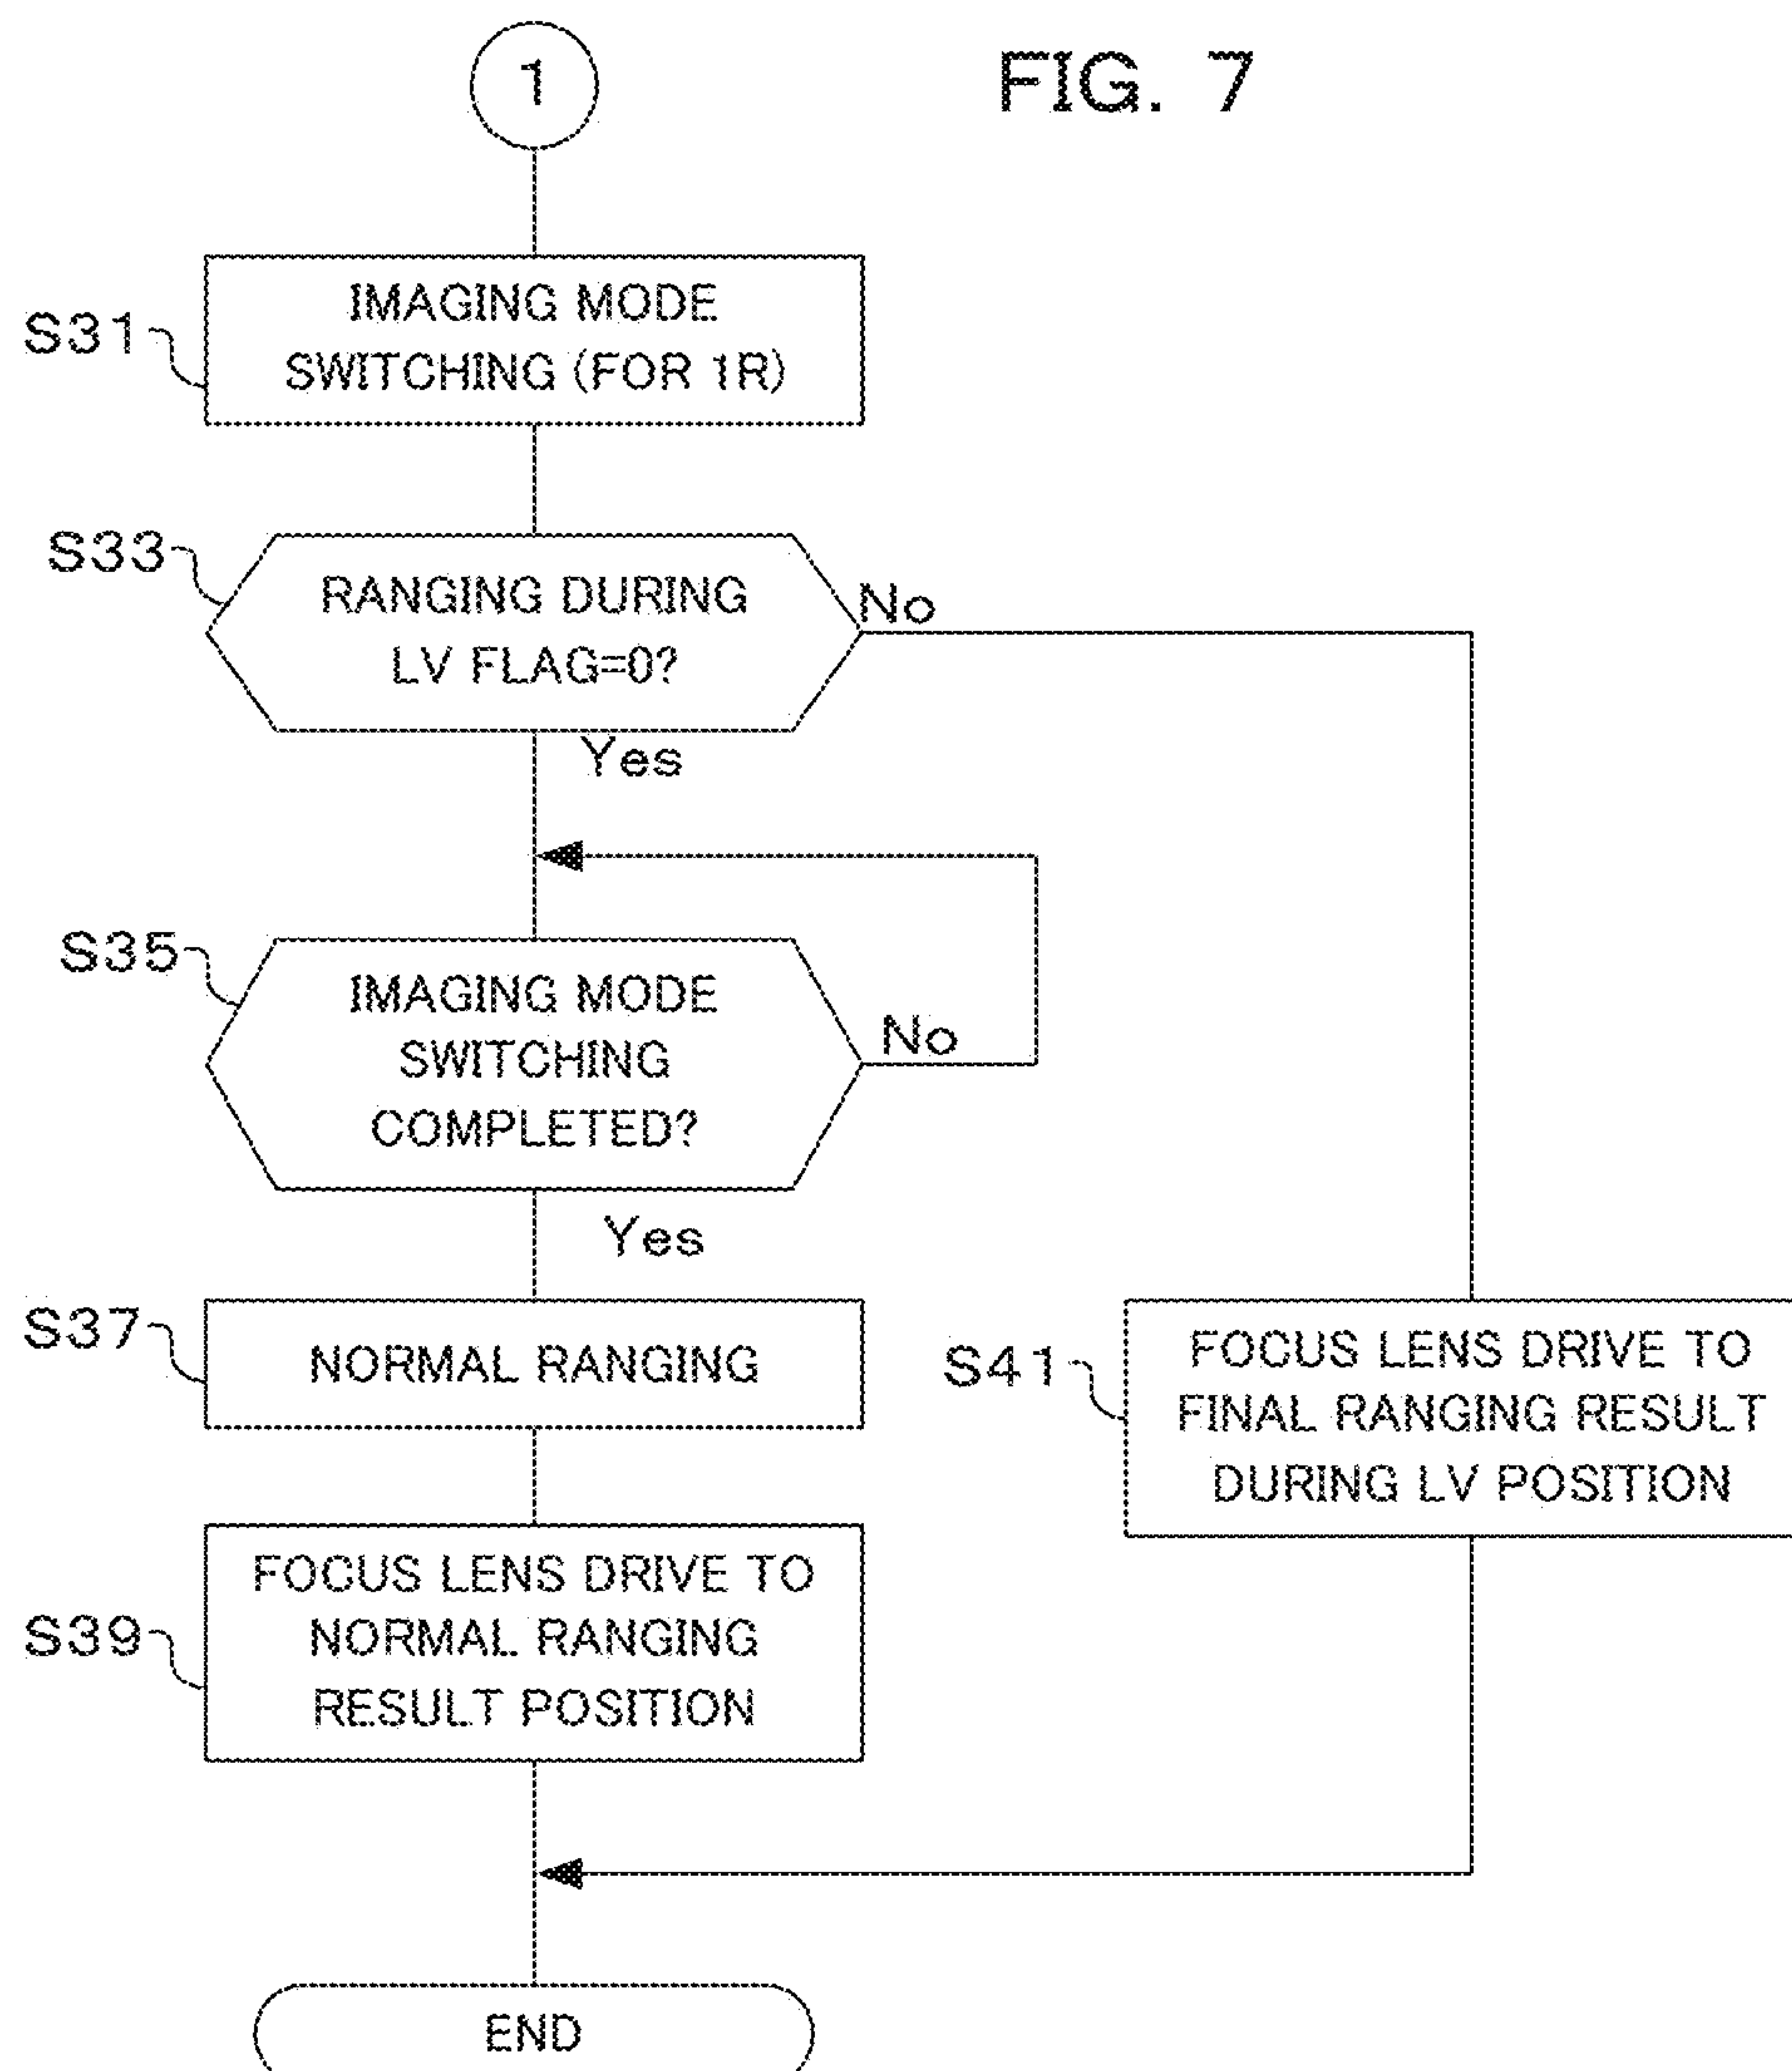 1
FIG. 7
S31
IMAGING MODE
SWITCHING (FOR 1R)
S33
RANGING DURING
LV FLAG=0?
No
Yes
S35
IMAGING MODE
SWITCHING
COMPLETED?
No
Yes
S37
NORMAL RANGING
S39
FOCUS LENS DRIVE TO
NORMAL RANGING
RESULT POSITION
S41
FOCUS LENS DRIVE TO
FINAL RANGING RESULT
DURING LV POSITION
END